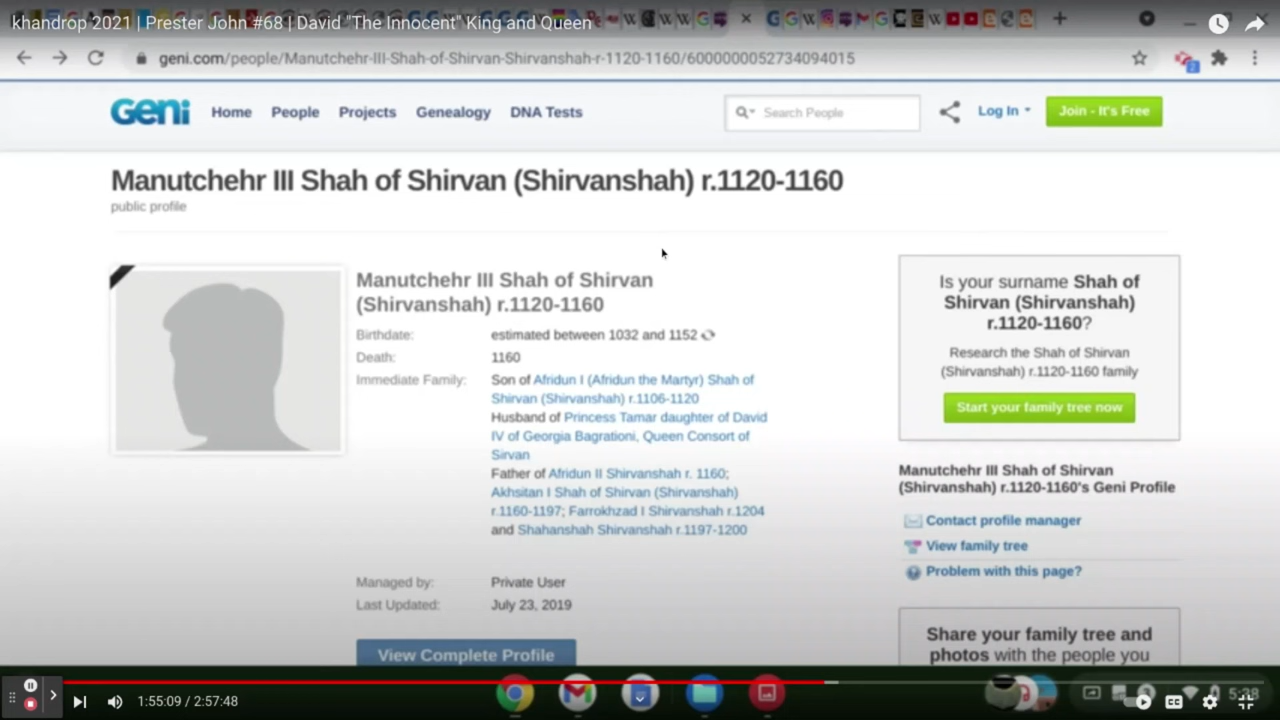 khandrop 2021 | Prester John #68 | David "The Innocent" King and Queen
geni.com/people/Manutchehr-III-Shah-of-Shirvan-Shirvanshah-r-1120-1160/6000000052734094015
Geni Home People Projects Genealogy DNA Tests Search People Log In Join - It's Free
Manutchehr III Shah of Shirvan (Shirvanshah) r.1120-1160
public profile
Manutchehr III Shah of Shirvan
(Shirvanshah) r.1120-1160
Birthdate: estimated between 1032 and 1152
Death: 1160
Immediate Family: Son of Afridun I (Afridun the Martyr) Shah of
Shirvan (Shirvanshah) r.1106-1120
Husband of Princess Tamar daughter of David
IV of Georgia Bagrationi, Queen Consort of
Sirvan
Father of Afridun II Shirvanshah r. 1160;
Akhsitan I Shah of Shirvan (Shirvanshah)
r.1160-1197; Farrokhzad I Shirvanshah r.1204
and Shahanshah Shirvanshah r.1197-1200
Managed by: Private User
Last Updated: July 23, 2019
View Complete Profile
Is your surname Shah of
Shirvan (Shirvanshah)
r.1120-1160?
Research the Shah of Shirvan
(Shirvanshah) r.1120-1160 family
Start your family tree now
Manutchehr III Shah of Shirvan
(Shirvanshah) r.1120-1160's Geni Profile
Contact profile manager
View family tree
Problem with this page?
Share your family tree and
photos with the people you
1:55:09 / 2:57:48
5:28